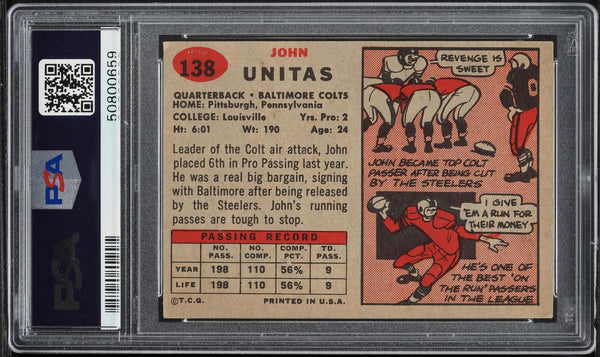 50800659
PSA
PSA
138
JOHN
UNITAS
QUARTERBACK • BALTIMORE COLTS
HOME: Pittsburgh, Pennsylvania
COLLEGE: Louisville Yrs. Pro: 2
Ht: 6:01 Wt: 190 Age: 24
Leader of the Colt air attack, John
placed 6th in Pro Passing last year.
He was a real big bargain, signing
with Baltimore after being released
by the Steelers. John's running
passes are tough to stop.
PASSING RECORD
NO. PASS. NO. COMP. COMP. PCT. TD. PASS.
YEAR 198 110 56% 9
LIFE 198 110 56% 9
©T.C.G. PRINTED IN U.S.A.
REVENGE IS
SWEET
JOHN BECAME TOP COLT
PASSER AFTER BEING CUT
BY THE STEELERS
I GIVE
'EM A RUN FOR
THEIR MONEY
HE'S ONE OF
THE BEST 'ON
THE RUN' PASSERS
IN THE LEAGUE